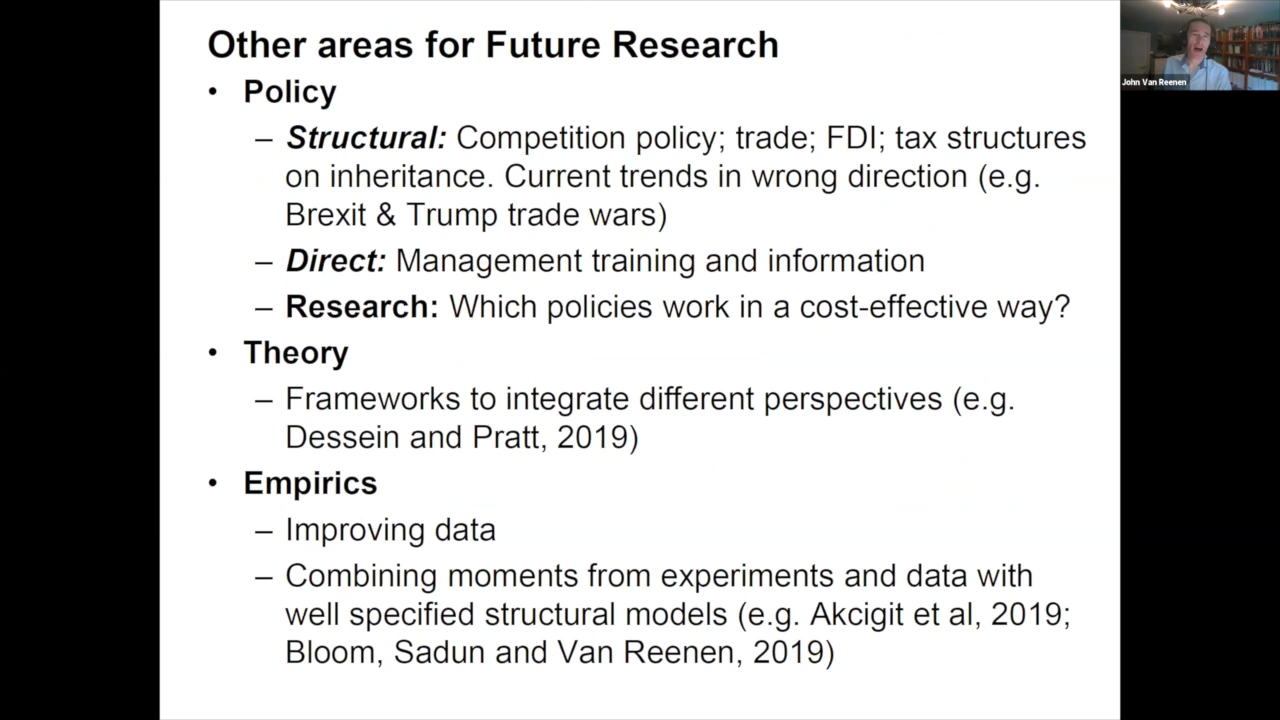 Other areas for Future Research
• Policy
– Structural: Competition policy; trade; FDI; tax structures
on inheritance. Current trends in wrong direction (e.g.
Brexit & Trump trade wars)
– Direct: Management training and information
– Research: Which policies work in a cost-effective way?
• Theory
– Frameworks to integrate different perspectives (e.g.
Dessein and Pratt, 2019)
• Empirics
– Improving data
– Combining moments from experiments and data with
well specified structural models (e.g. Akcigit et al, 2019;
Bloom, Sadun and Van Reenen, 2019)
John Van Reenen